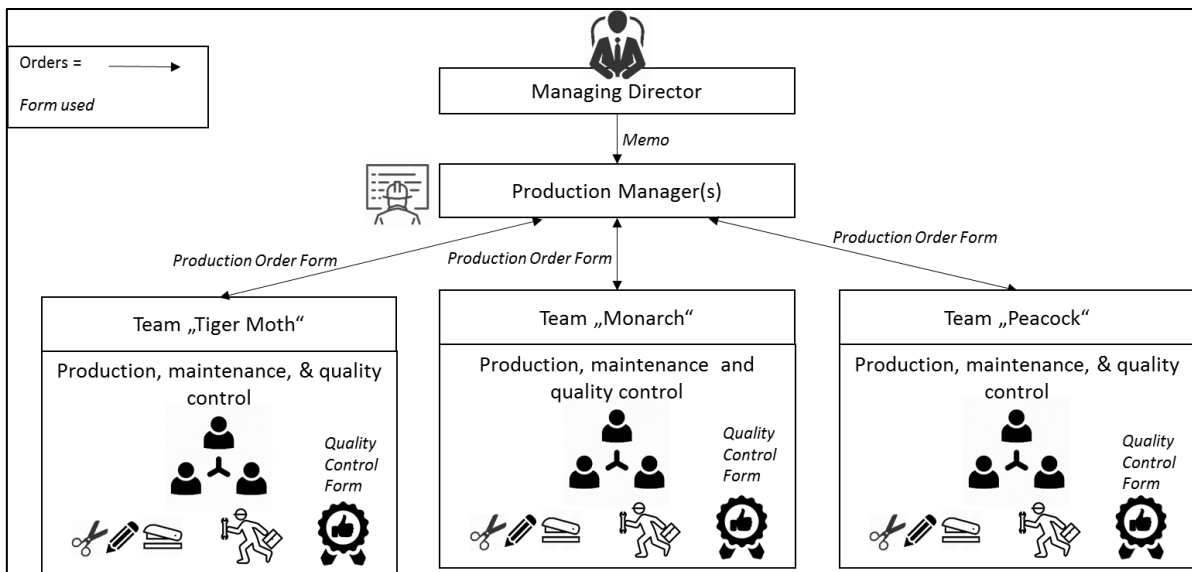 Orders =
Form used
Managing Director
Memo
Production Manager(s)
Production Order Form
Production Order Form
Production Order Form
Team „Tiger Moth“
Production, maintenance, & quality
control
Quality
Control
Form
Team „Monarch“
Production, maintenance and
quality control
Quality
Control
Form
Team „Peacock“
Production, maintenance, & quality
control
Quality
Control
Form